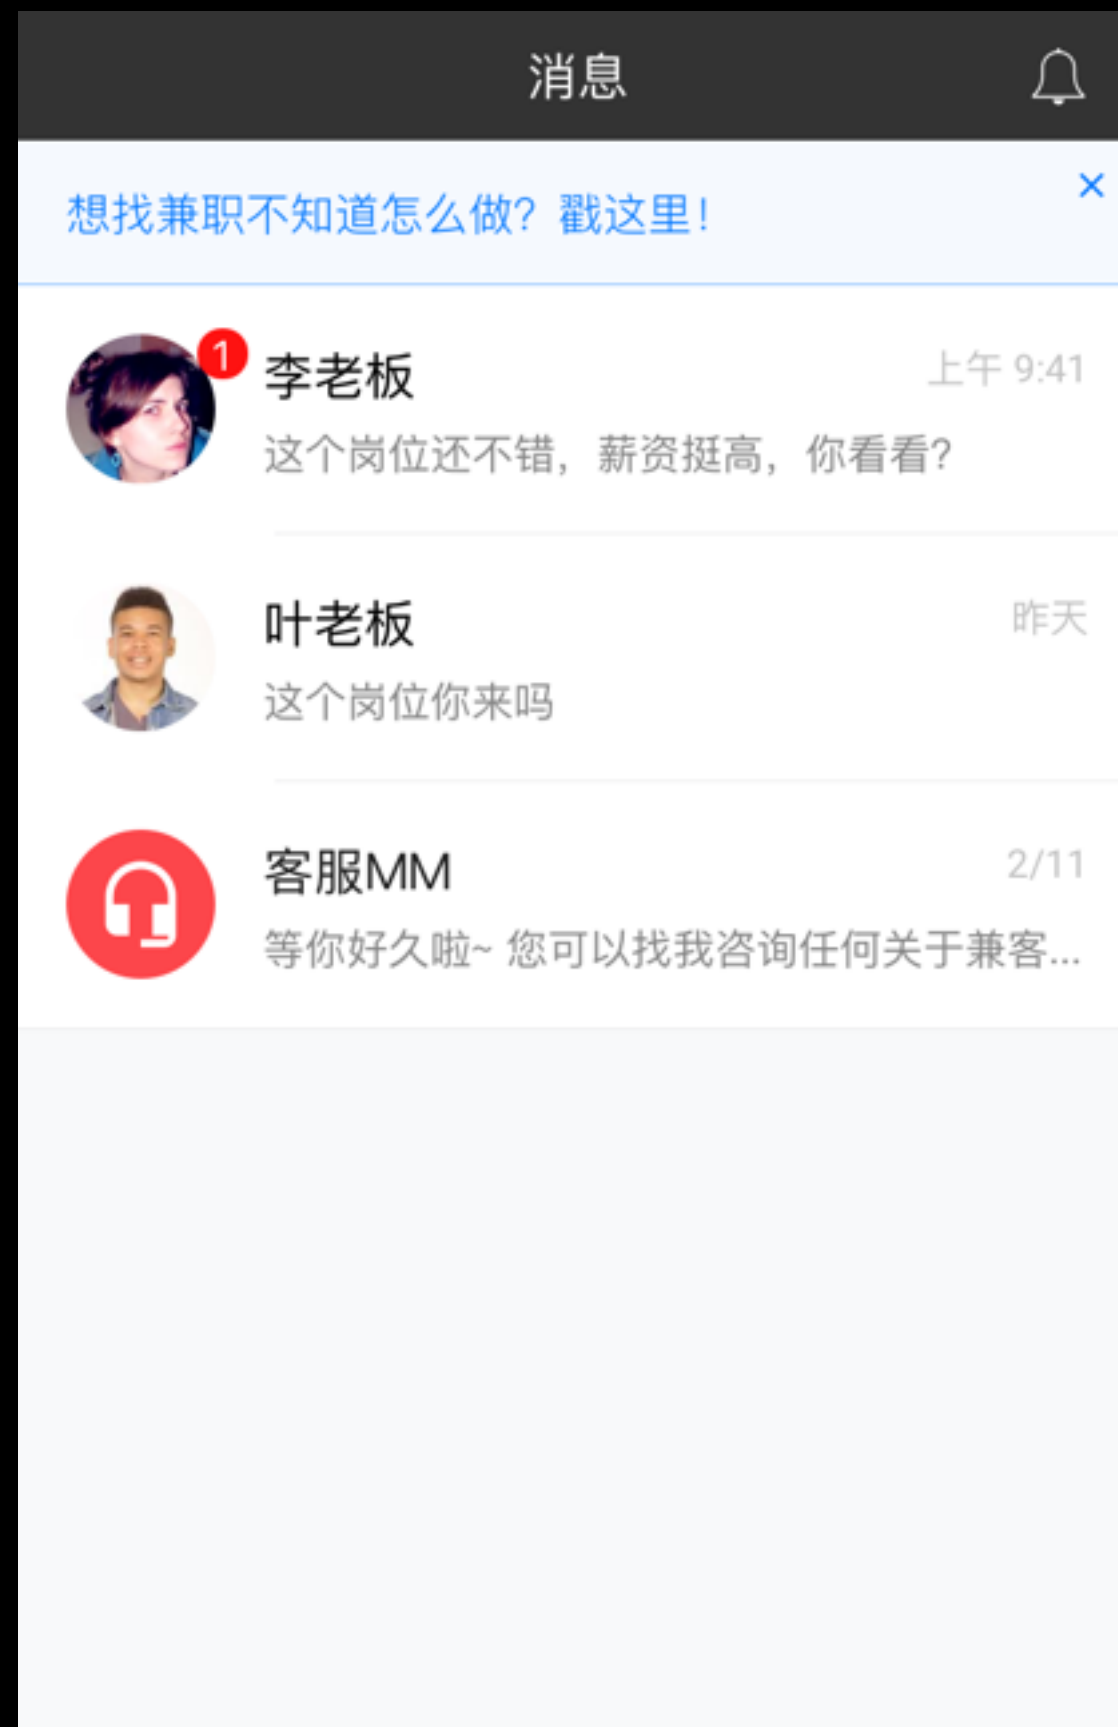 消息
想找兼职不知道怎么做？戳这里！
1
李老板
上午 9:41
这个岗位还不错，薪资挺高，你看看？
叶老板
昨天
这个岗位你来吗
客服MM
2/11
等你好久啦~ 您可以找我咨询任何关于兼客...